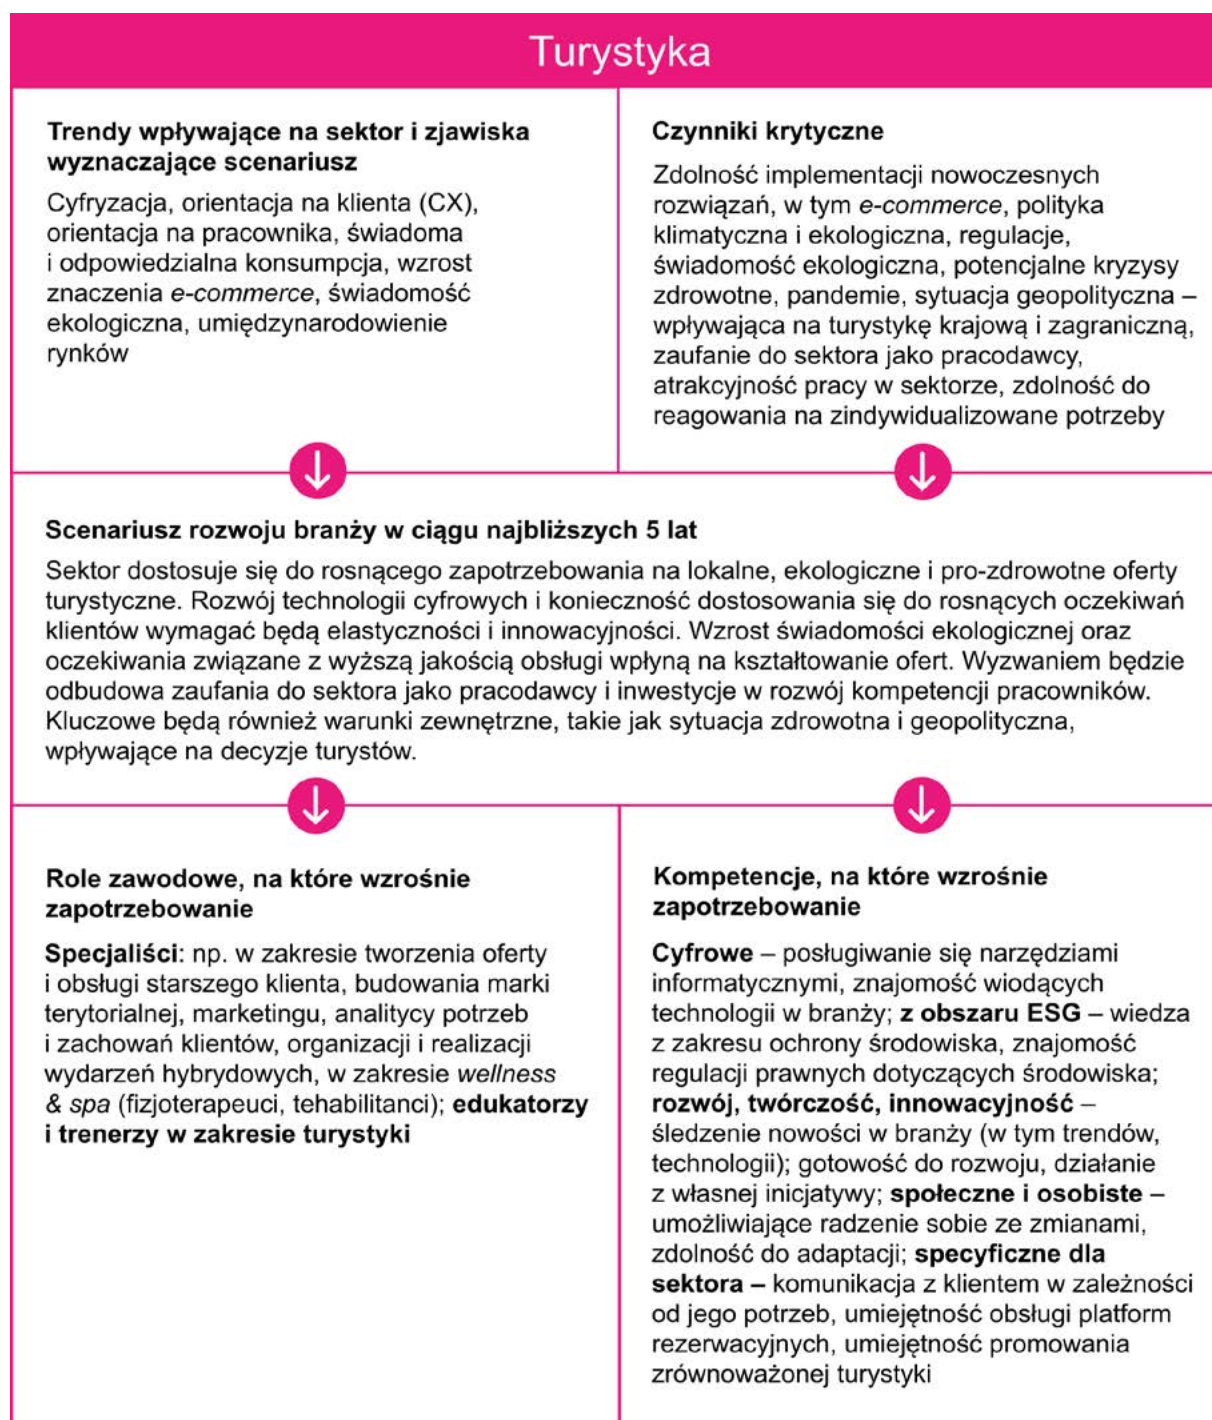 Turystyka
Trendy wpływające na sektor i zjawiska
wyznaczające scenariusz
Cyfryzacja, orientacja na klienta (CX),
orientacja na pracownika, świadoma
i odpowiedzialna konsumpcja, wzrost
znaczenia e-commerce, świadomość
ekologiczna, umiędzynarodowienie
rynków
Czynniki krytyczne
Zdolność implementacji nowoczesnych
rozwiązań, w tym e-commerce, polityka
klimatyczna i ekologiczna, regulacje,
świadomość ekologiczna, potencjalne kryzysy
zdrowotne, pandemie, sytuacja geopolityczna –
wpływająca na turystykę krajową i zagraniczną,
zaufanie do sektora jako pracodawcy,
atrakcyjność pracy w sektorze, zdolność do
reagowania na zindywidualizowane potrzeby
Scenariusz rozwoju branży w ciągu najbliższych 5 lat
Sektor dostosuje się do rosnącego zapotrzebowania na lokalne, ekologiczne i pro-zdrowotne oferty
turystyczne. Rozwój technologii cyfrowych i konieczność dostosowania się do rosnących oczekiwań
klientów wymagać będą elastyczności i innowacyjności. Wzrost świadomości ekologicznej oraz
oczekiwania związane z wyższą jakością obsługi wpłyną na kształtowanie ofert. Wyzwaniem będzie
odbudowa zaufania do sektora jako pracodawcy i inwestycje w rozwój kompetencji pracowników.
Kluczowe będą również warunki zewnętrzne, takie jak sytuacja zdrowotna i geopolityczna,
wpływające na decyzje turystów.
Role zawodowe, na które wzrośnie
zapotrzebowanie
Specjaliści: np. w zakresie tworzenia oferty
i obsługi starszego klienta, budowania marki
terytorialnej, marketingu, analitycy potrzeb
i zachowań klientów, organizacji i realizacji
wydarzeń hybrydowych, w zakresie wellness
& spa (fizjoterapeuci, tehabilitanci); edukatorzy
i trenerzy w zakresie turystyki
Kompetencje, na które wzrośnie
zapotrzebowanie
Cyfrowe – posługiwanie się narzędziami
informatycznymi, znajomość wiodących
technologii w branży; z obszaru ESG – wiedza
z zakresu ochrony środowiska, znajomość
regulacji prawnych dotyczących środowiska;
rozwój, twórczość, innowacyjność –
śledzenie nowości w branży (w tym trendów,
technologii); gotowość do rozwoju, działanie
z własnej inicjatywy; społeczne i osobiste –
umożliwiające radzenie sobie ze zmianami,
zdolność do adaptacji; specyficzne dla
sektora – komunikacja z klientem w zależności
od jego potrzeb, umiejętność obsługi platform
rezerwacyjnych, umiejętność promowania
zrównoważonej turystyki